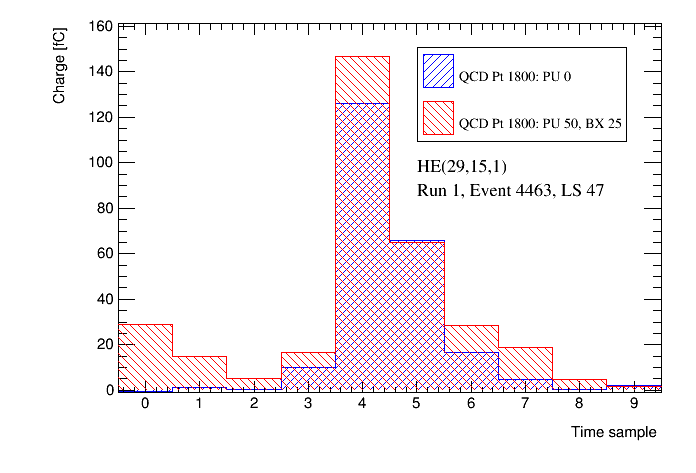 Charge [fC]
160
140
120
100
80
60
40
20
0
QCD Pt 1800: PU 0
QCD Pt 1800: PU 50, BX 25
HE(29,15,1)
Run 1, Event 4463, LS 47
0 1 2 3 4 5 6 7 8 9
Time sample